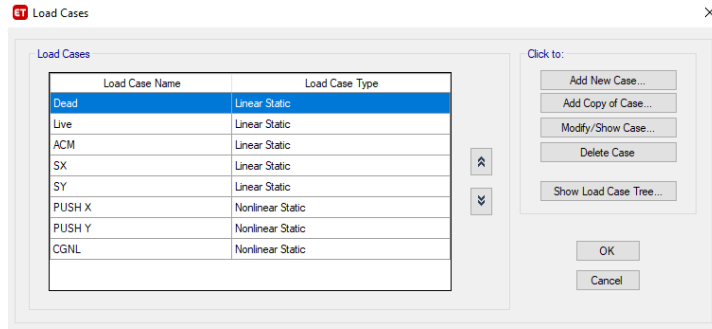 ET Load Cases
Load Cases
Load Case Name Load Case Type
Dead Linear Static
Live Linear Static
ACM Linear Static
SX Linear Static
SY Linear Static
PUSH X Nonlinear Static
PUSH Y Nonlinear Static
CGNL Nonlinear Static
Click to:
Add New Case...
Add Copy of Case...
Modify/Show Case...
Delete Case
Show Load Case Tree...
OK
Cancel